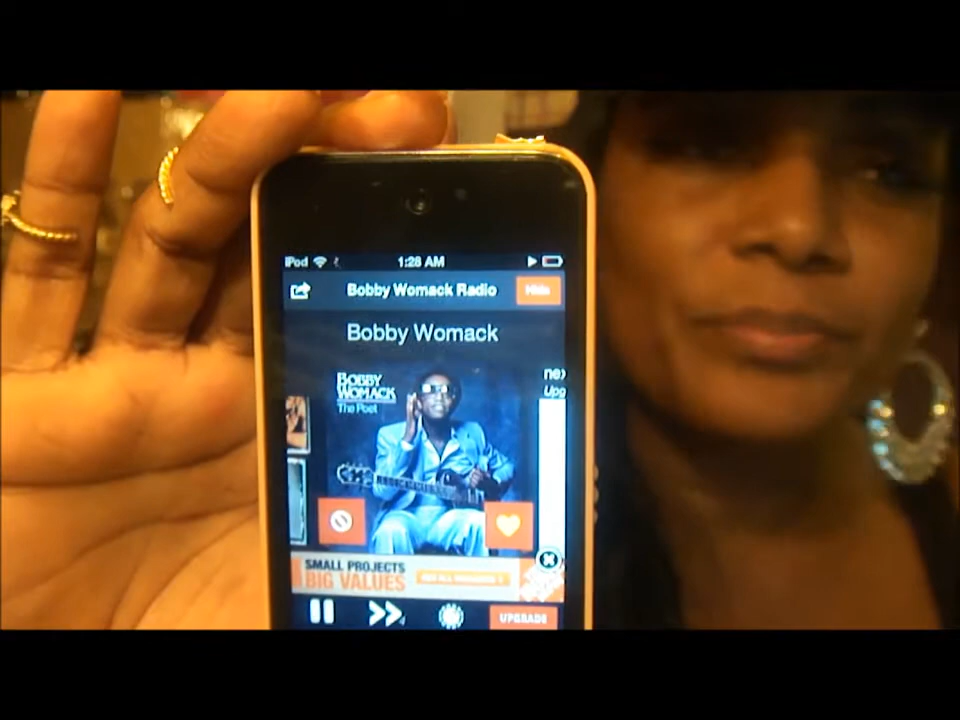 iPod 1:28 AM
Bobby Womack Radio Hide
Bobby Womack
BOBBY
WOMACK
The Poet
SMALL PROJECTS
BIG VALUES
UPGRADE